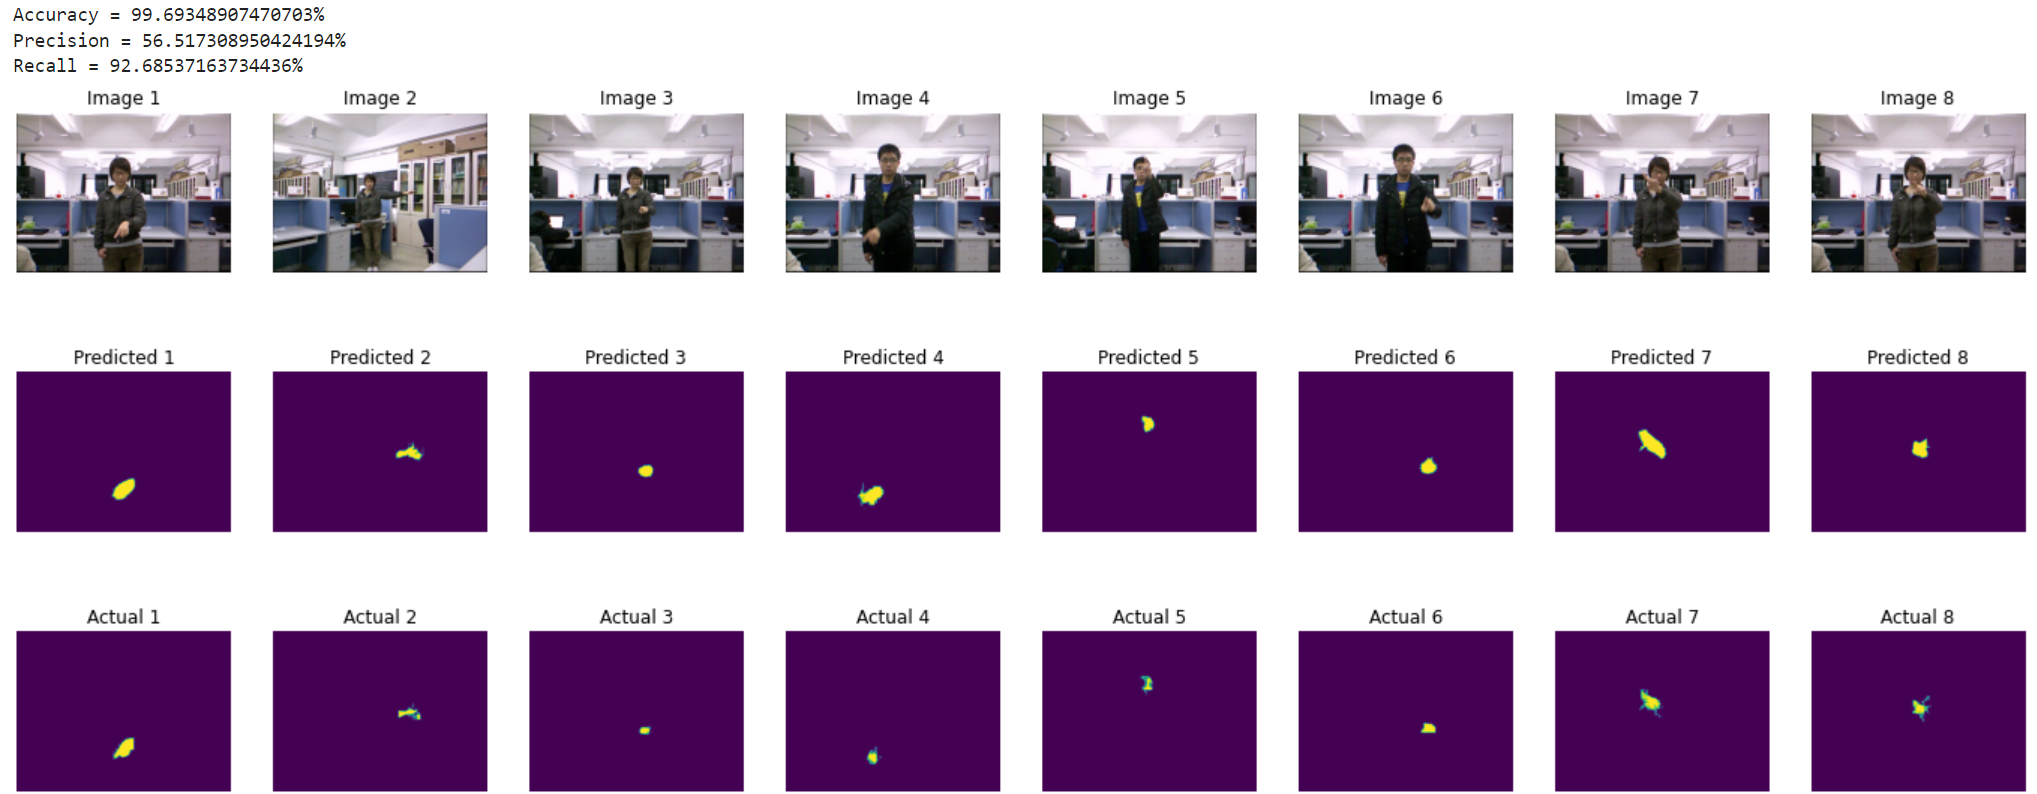 Accuracy = 99.69348907470703%
Precision = 56.517308950424194%
Recall = 92.68537163734436%
Image 1 Image 2 Image 3 Image 4 Image 5 Image 6 Image 7 Image 8
Predicted 1 Predicted 2 Predicted 3 Predicted 4 Predicted 5 Predicted 6 Predicted 7 Predicted 8
Actual 1 Actual 2 Actual 3 Actual 4 Actual 5 Actual 6 Actual 7 Actual 8